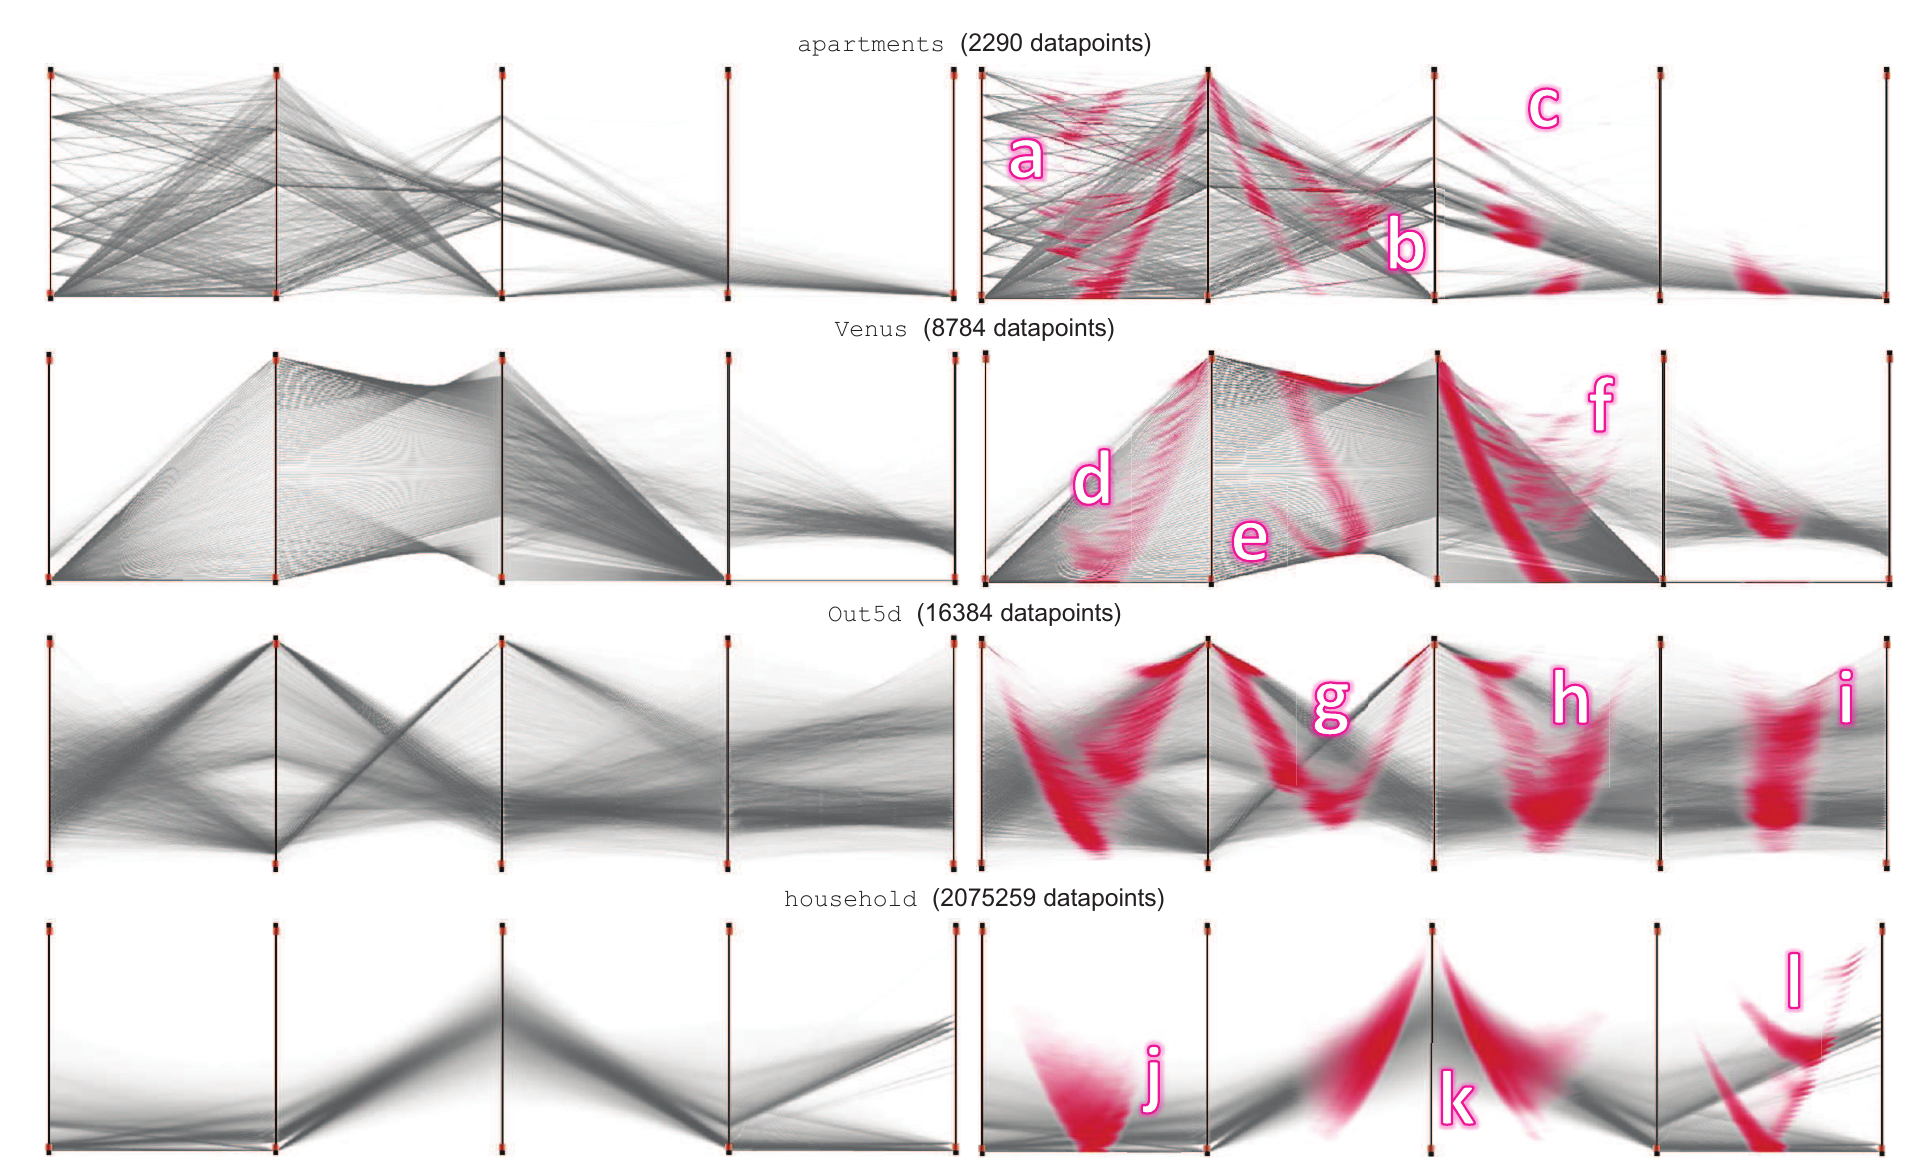 apartments (2290 datapoints)
a
b
c
Venus (8784 datapoints)
d
e
f
Out5d (16384 datapoints)
g
h
i
household (2075259 datapoints)
j
k
l